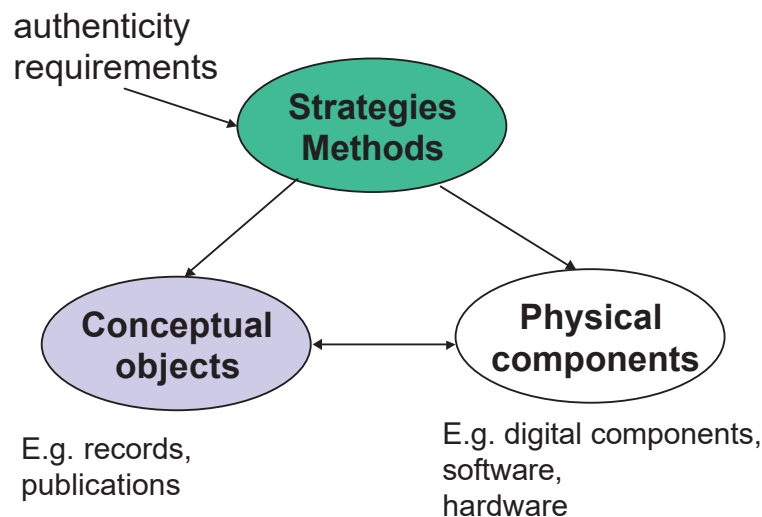 authenticity
requirements
Strategies
Methods
Conceptual
objects
Physical
components
E.g. records,
publications
E.g. digital components,
software,
hardware